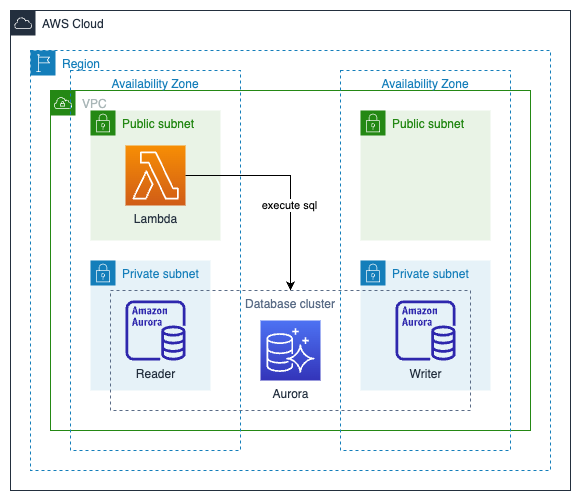 AWS Cloud
Region
Availability Zone
Availability Zone
VPC
Public subnet
Public subnet
Lambda
execute sql
Private subnet
Private subnet
Database cluster
Amazon
Aurora
Amazon
Aurora
Reader
Writer
Aurora